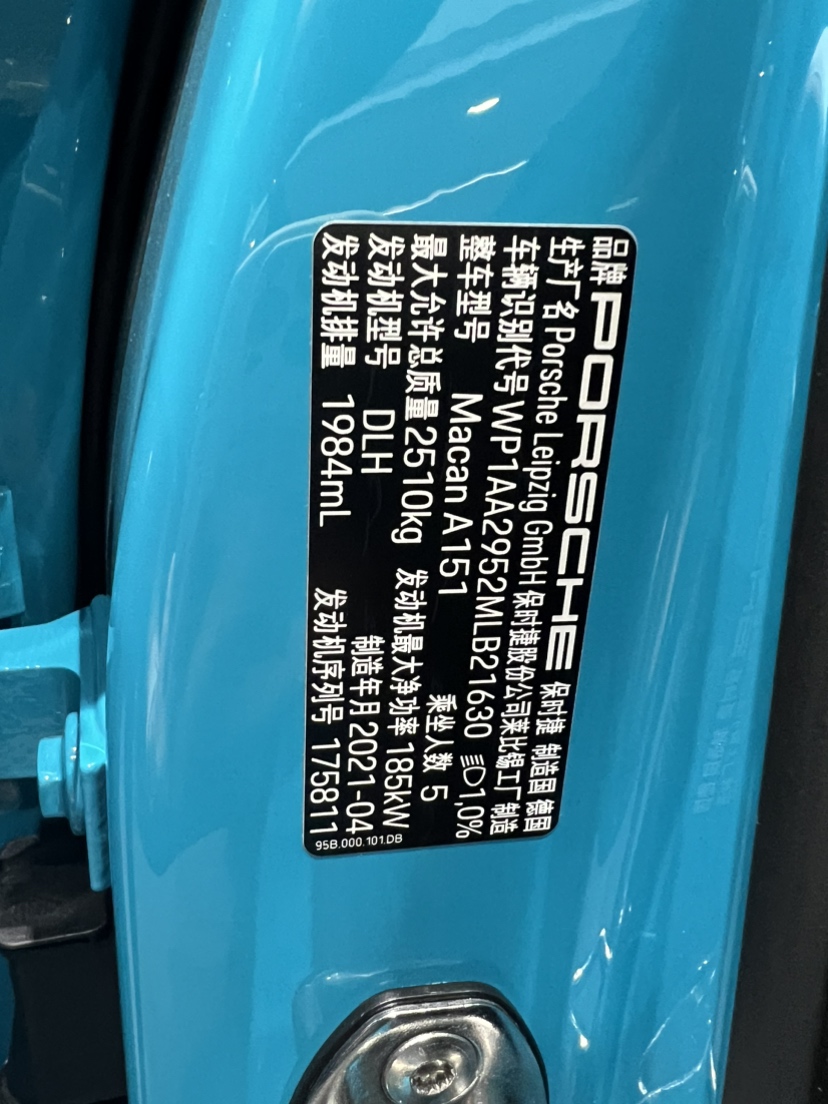 品牌 PORSCHE 保时捷 制造国 德国
生产厂名 Porsche Leipzig GmbH 保时捷股份公司莱比锡工厂制造
车辆识别代号 WP1AA2952MLB21630 1,0%
整车型号 Macan A151 乘坐人数 5
最大允许总质量 2510kg 发动机最大净功率 185kW
发动机型号 DLH 制造年月 2021-04
发动机排量 1984mL 发动机序列号 175811
95B.000.101.DB